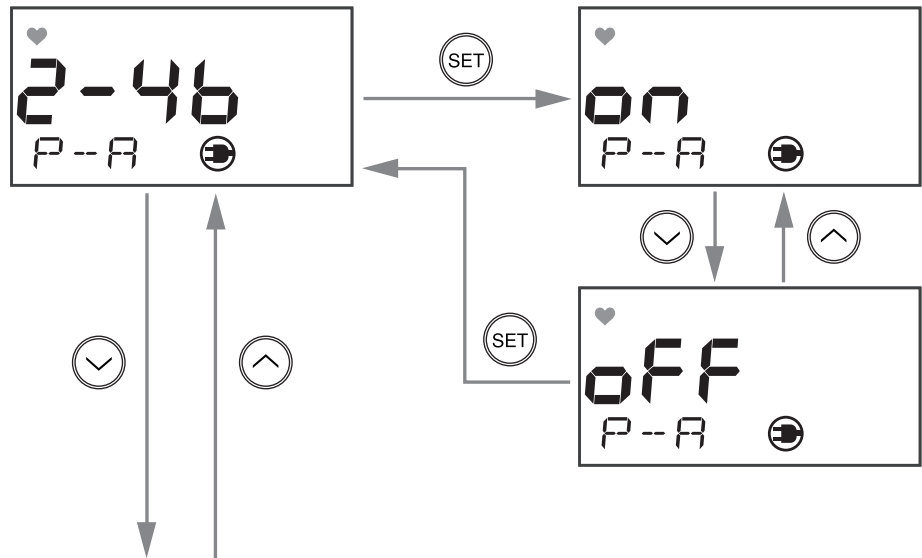 2-4b
P--A
SET
on
P--A
SET
oFF
P--A